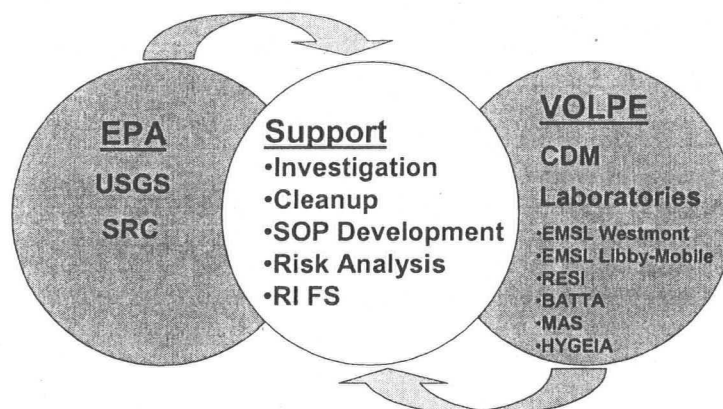 EPA
USGS
SRC
Support
•Investigation
•Cleanup
•SOP Development
•Risk Analysis
•RI FS
VOLPE
CDM
Laboratories
•EMSL Westmont
•EMSL Libby-Mobile
•RESI
•BATTA
•MAS
•HYGEIA